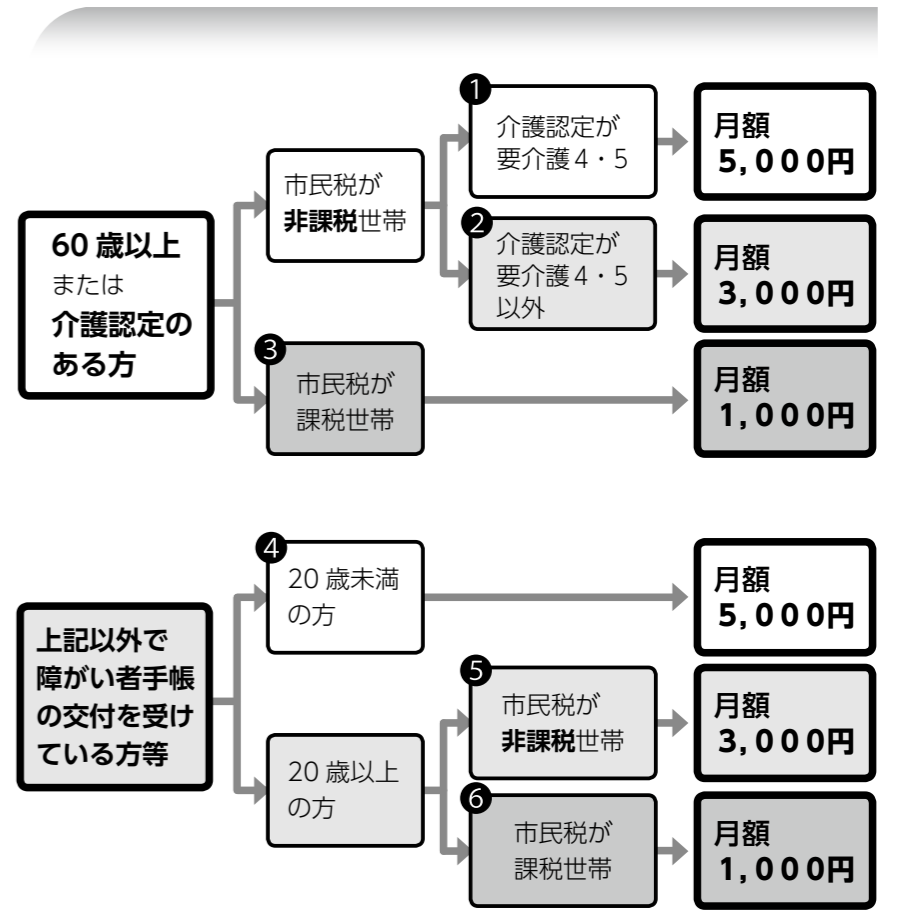 60 歳以上
または
介護認定の
ある方
市民税が
非課税世帯
❶
介護認定が
要介護4・5
月額
5,000円
❷
介護認定が
要介護4・5
以外
月額
3,000円
❸
市民税が
課税世帯
月額
1,000円
上記以外で
障がい者手帳
の交付を受け
ている方等
❹
20 歳未満
の方
月額
5,000円
20 歳以上
の方
❺
市民税が
非課税世帯
月額
3,000円
❻
市民税が
課税世帯
月額
1,000円